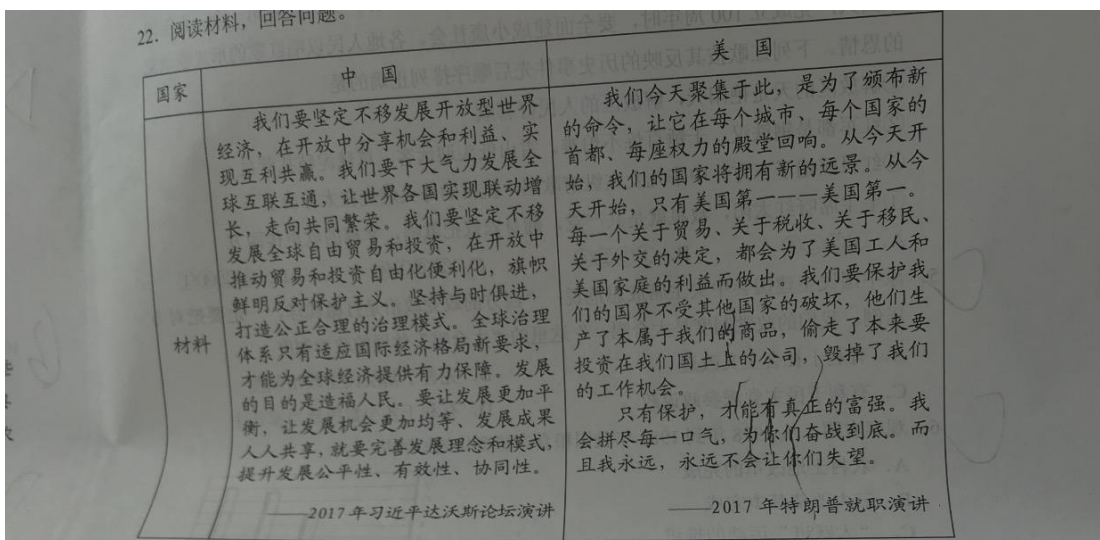 22. 阅读材料，回答问题。
国家
中 国
美 国
材料
我们要坚定不移发展开放型世界
经济，在开放中分享机会和利益、实
现互利共赢。我们要下大气力发展全
球互联互通，让世界各国实现联动增
长，走向共同繁荣。我们要坚定不移
发展全球自由贸易和投资，在开放中
推动贸易和投资自由化便利化，旗帜
鲜明反对保护主义。坚持与时俱进，
打造公正合理的治理模式。全球治理
体系只有适应国际经济格局新要求，
才能为全球经济提供有力保障。发展
的目的是造福人民。要让发展更加平
衡，让发展机会更加均等、发展成果
人人共享，就要完善发展理念和模式，
提升发展公平性、有效性、协同性。
——2017年习近平达沃斯论坛演讲
我们今天聚集于此，是为了颁布新
的命令，让它在每个城市、每个国家的
首都、每座权力的殿堂回响。从今天开
始，我们的国家将拥有新的远景。从今
天开始，只有美国第一——美国第一。
每一个关于贸易、关于税收、关于移民、
关于外交的决定，都会为了美国工人和
美国家庭的利益而做出。我们要保护我
们的国界不受其他国家的破坏，他们生
产了本属于我们的商品，偷走了本来要
投资在我们国土上的公司，毁掉了我们
的工作机会。
只有保护，才能有真正的富强。我
会拼尽每一口气，为你们奋战到底。而
且我永远，永远不会让你们失望。
——2017年特朗普就职演讲